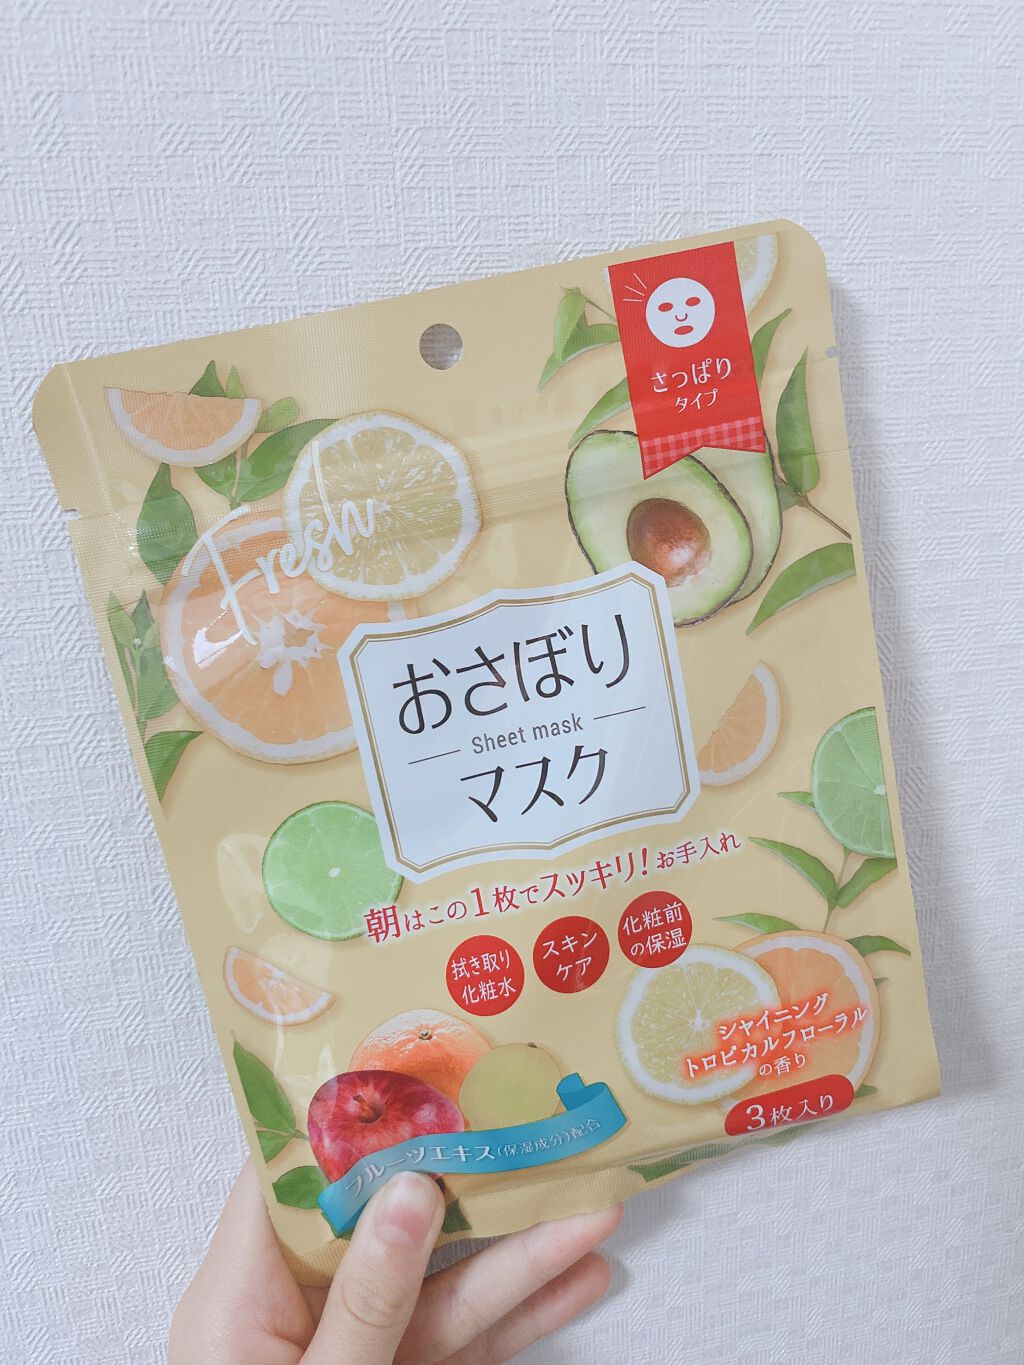 さっぱり
タイプ
Fresh
おさぼり
Sheet mask
マスク
朝はこの1枚でスッキリ!お手入れ
拭き取り
化粧水
スキン
ケア
化粧前
の保湿
シャイニング
トロピカルフローラル
の香り
3枚入り
フルーツエキス(保湿成分)配合